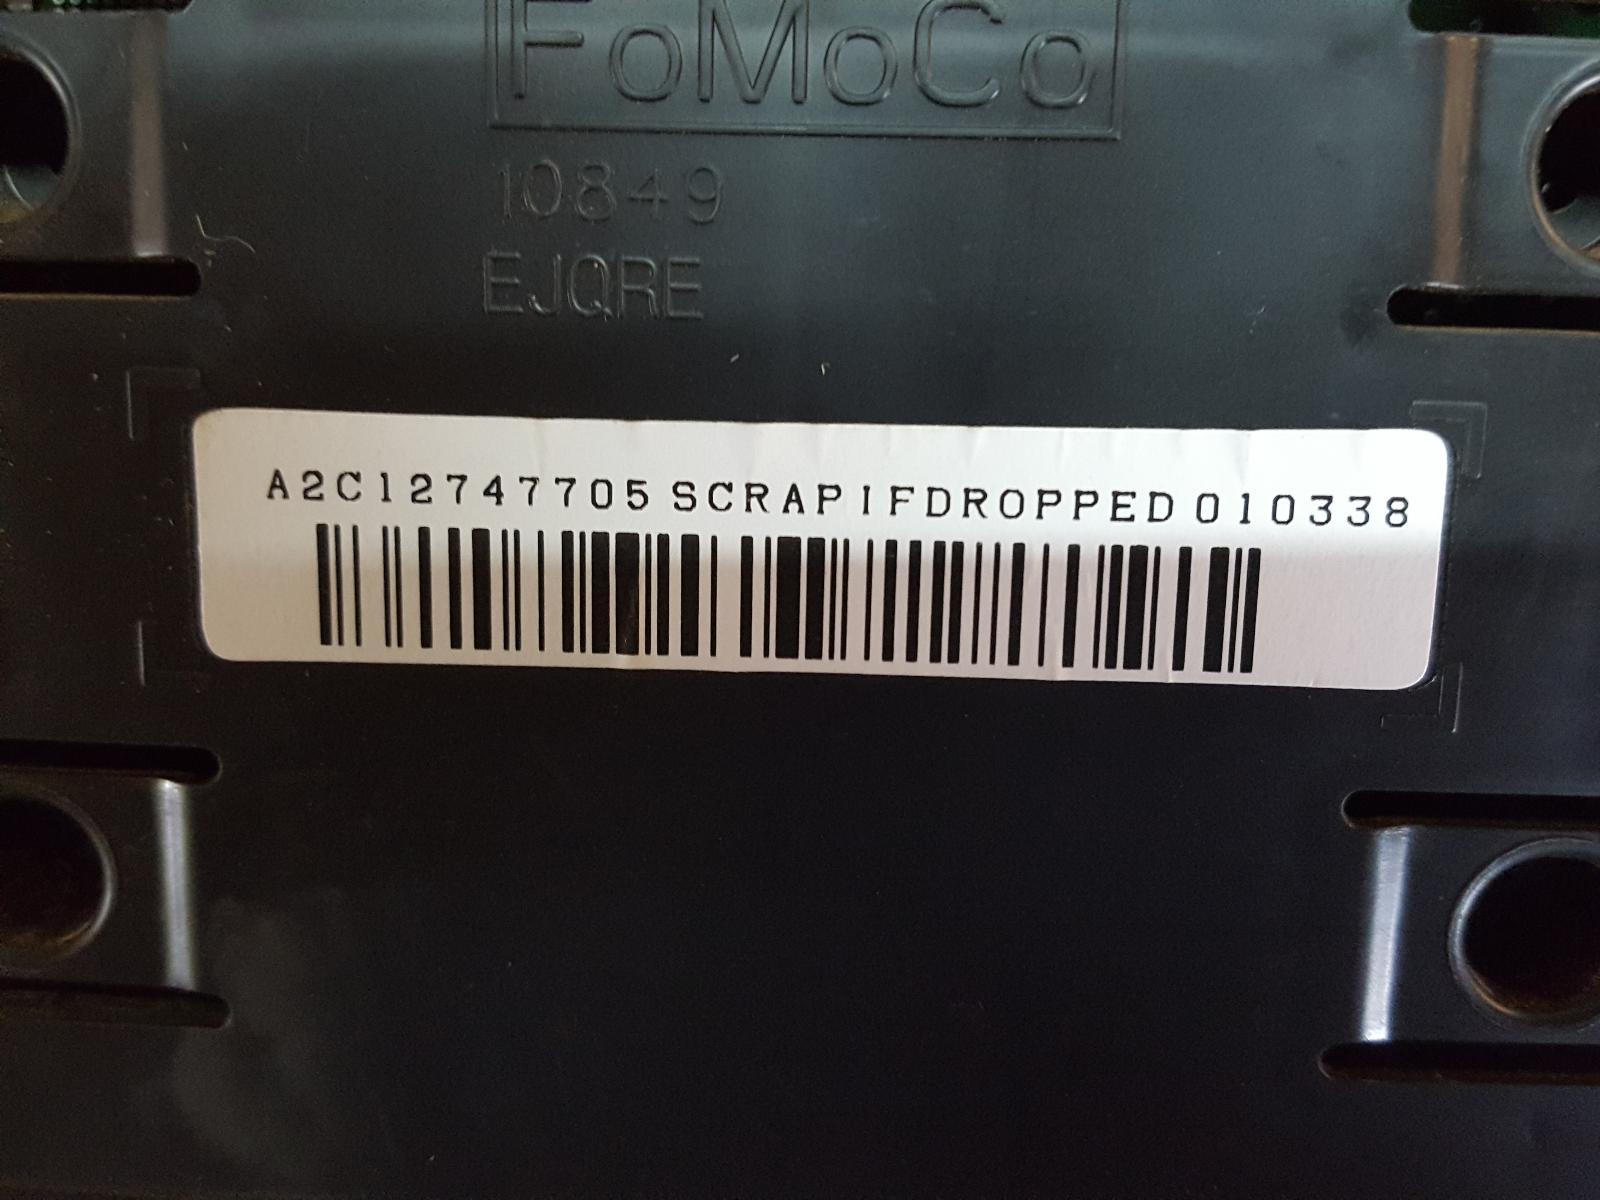 FoMoCo
10849
EJQRE
A2C12747705 SCRAPIFDROPPED 010338